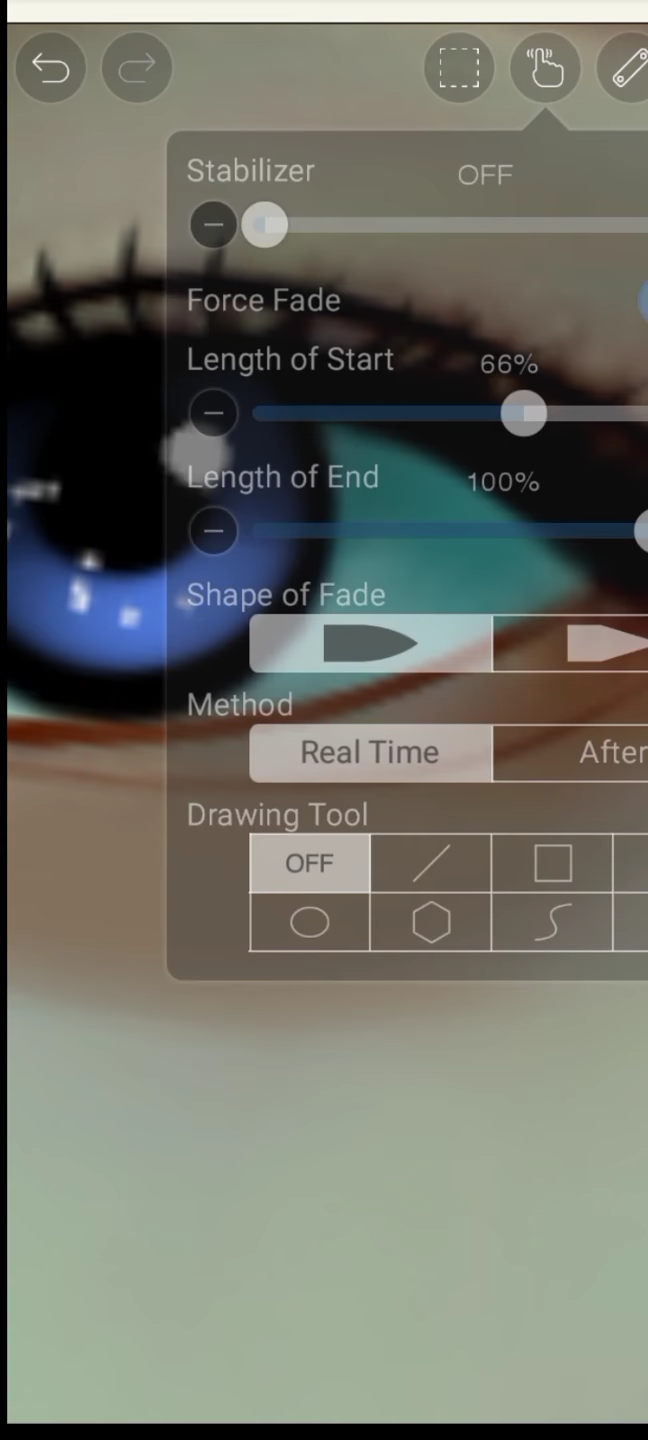 Stabilizer OFF
Force Fade
Length of Start 66%
Length of End 100%
Shape of Fade
Method
Real Time After
Drawing Tool
OFF